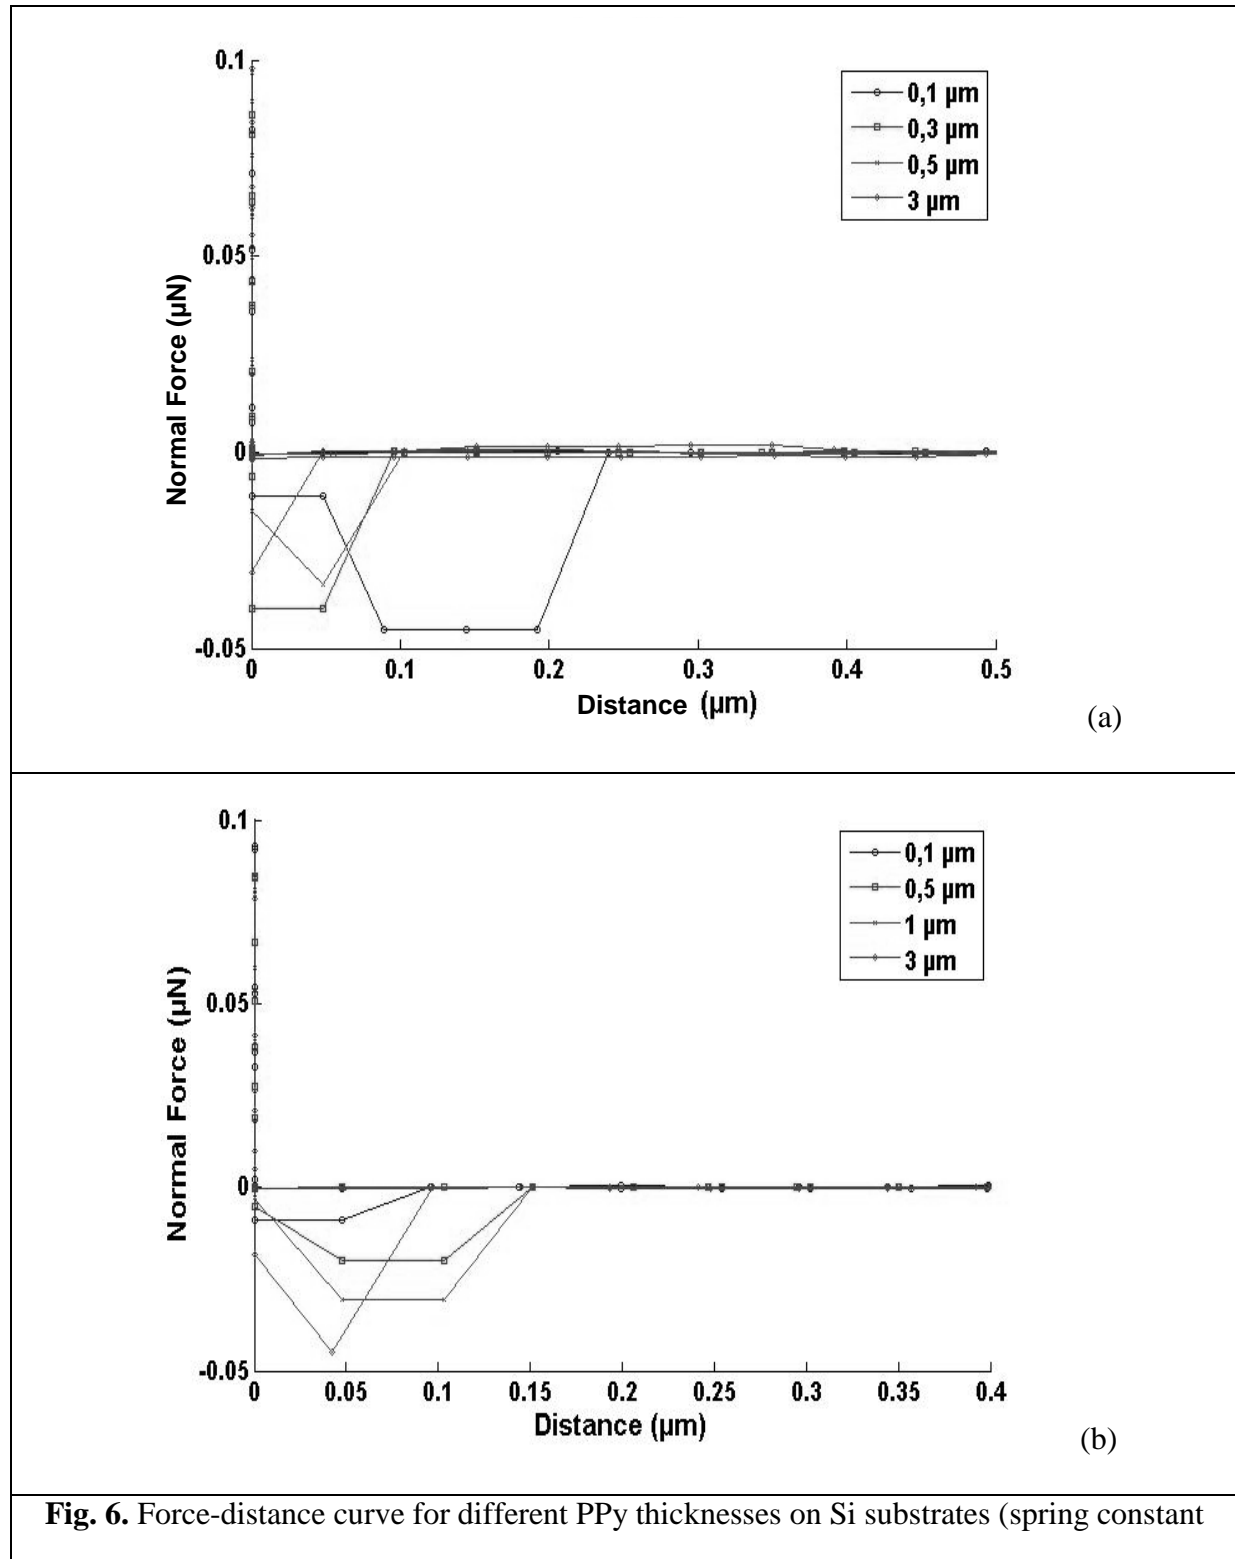 0.1
0,1 µm
0,3 µm
0,5 µm
3 µm
0.05
Normal Force (µN)
0
-0.05
0 0.1 0.2 0.3 0.4 0.5
Distance (µm)
(a)
0.1
0,1 µm
0,5 µm
1 µm
3 µm
0.05
Normal Force (µN)
0
-0.05
0 0.05 0.1 0.15 0.2 0.25 0.3 0.35 0.4
Distance (µm)
(b)
Fig. 6. Force-distance curve for different PPy thicknesses on Si substrates (spring constant